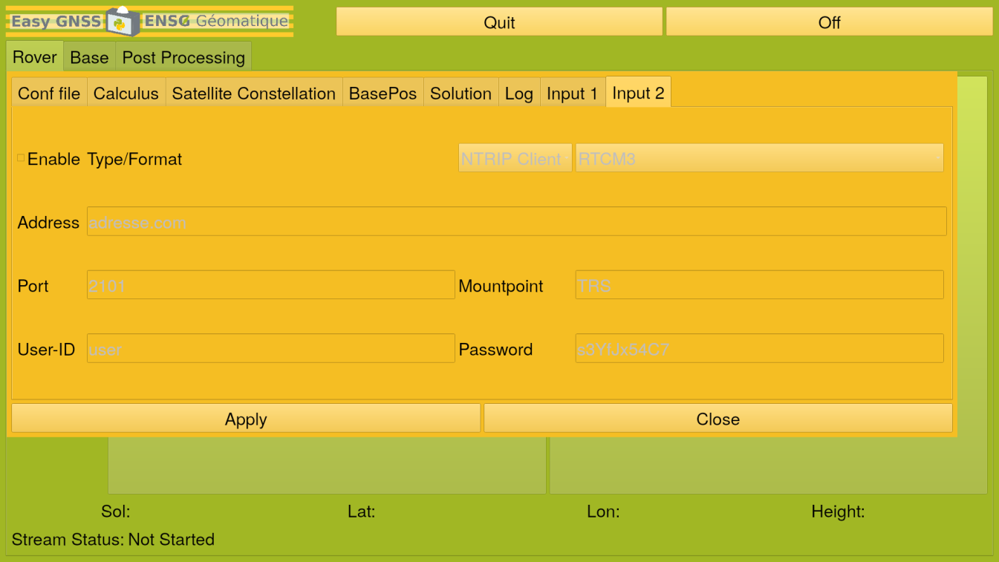 Easy GNSS ENSG Géomatique Quit Off
Rover Base Post Processing
Conf file Calculus Satellite Constellation BasePos Solution Log Input 1 Input 2
Enable Type/Format NTRIP Client RTCM3
Address adresse.com
Port 2101 Mountpoint TRS
User-ID user Password
Apply Close
Sol: Lat: Lon: Height:
Stream Status: Not Started